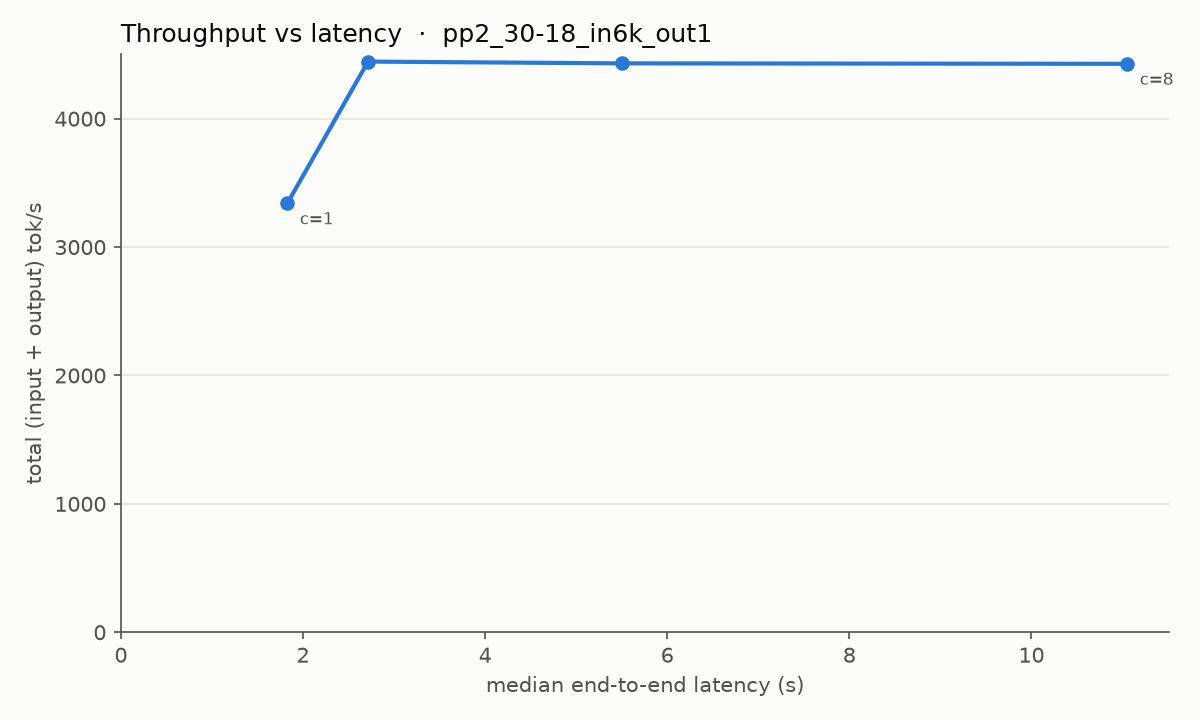 Throughput vs latency · pp2_30-18_in6k_out1
total (input + output) tok/s
4000
3000
2000
1000
0
c=1
c=8
0 2 4 6 8 10
median end-to-end latency (s)